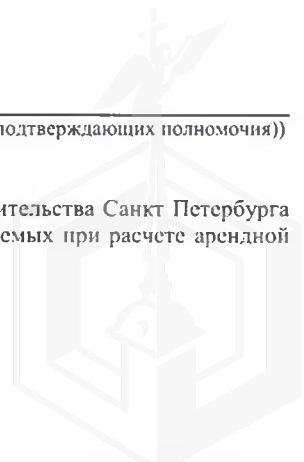 подтверждающих полномочия))
ительства Санкт Петербурга
емых при расчете арендной